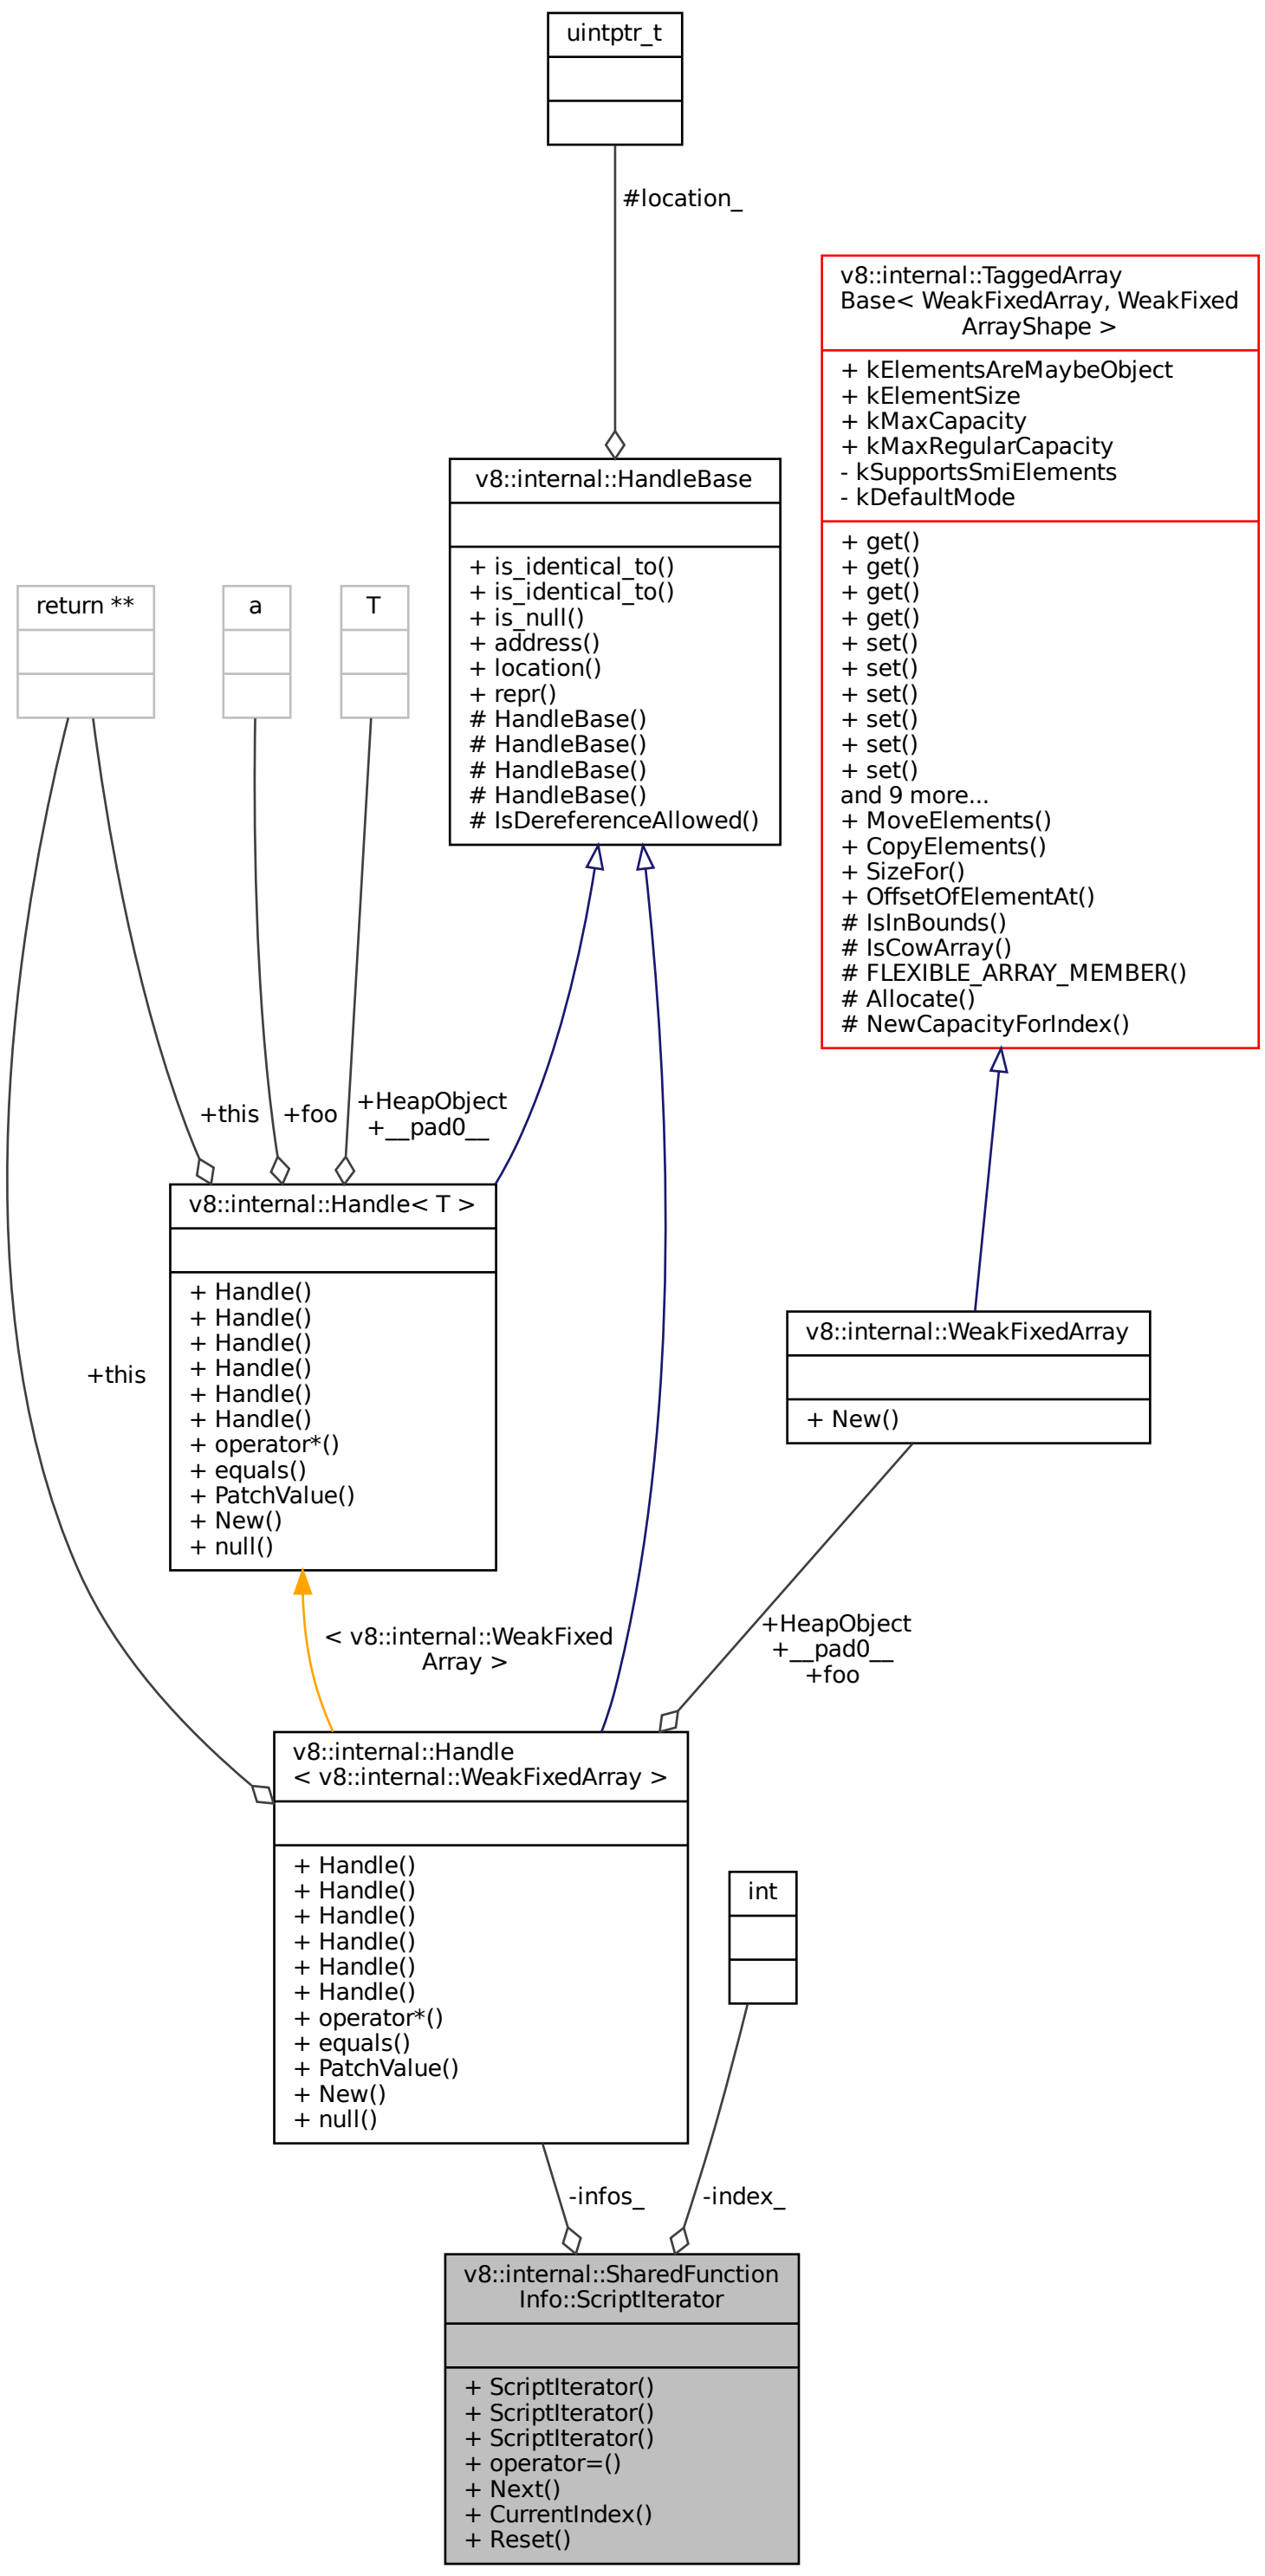 uintptr_t
#location_
v8::internal::TaggedArray
Base< WeakFixedArray, WeakFixed
ArrayShape >
+ kElementsAreMaybeObject
+ kElementSize
+ kMaxCapacity
+ kMaxRegularCapacity
- kSupportsSmiElements
- kDefaultMode
+ get()
+ get()
+ get()
+ get()
+ set()
+ set()
+ set()
+ set()
+ set()
+ set()
and 9 more...
+ MoveElements()
+ CopyElements()
+ SizeFor()
+ OffsetOfElementAt()
# IsInBounds()
# IsCowArray()
# FLEXIBLE_ARRAY_MEMBER()
# Allocate()
# NewCapacityForIndex()
v8::internal::HandleBase
+ is_identical_to()
+ is_identical_to()
+ is_null()
+ address()
+ location()
+ repr()
# HandleBase()
# HandleBase()
# HandleBase()
# HandleBase()
# IsDereferenceAllowed()
return **
a
T
+this
+foo
+HeapObject
+__pad0__
v8::internal::Handle< T >
+ Handle()
+ Handle()
+ Handle()
+ Handle()
+ Handle()
+ Handle()
+ operator*()
+ equals()
+ PatchValue()
+ New()
+ null()
+this
v8::internal::WeakFixedArray
+ New()
< v8::internal::WeakFixed
Array >
+HeapObject
+__pad0__
+foo
v8::internal::Handle
< v8::internal::WeakFixedArray >
+ Handle()
+ Handle()
+ Handle()
+ Handle()
+ Handle()
+ Handle()
+ operator*()
+ equals()
+ PatchValue()
+ New()
+ null()
int
-infos_
-index_
v8::internal::SharedFunction
Info::ScriptIterator
+ ScriptIterator()
+ ScriptIterator()
+ ScriptIterator()
+ operator=()
+ Next()
+ CurrentIndex()
+ Reset()